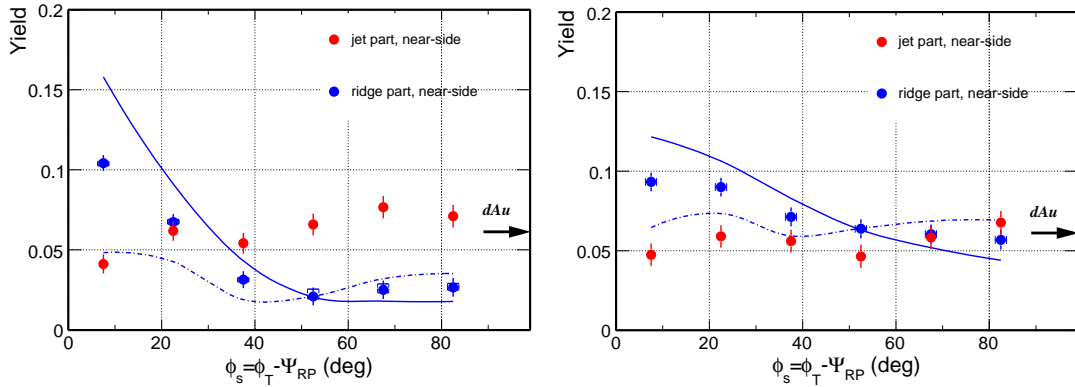 Yield
0.2
0.15
0.1
0.05
0
jet part, near-side
ridge part, near-side
dAu
0 20 40 60 80
ϕs=ϕT-ΨRP (deg)
Yield
0.2
0.15
0.1
0.05
0
jet part, near-side
ridge part, near-side
dAu
0 20 40 60 80
ϕs=ϕT-ΨRP (deg)